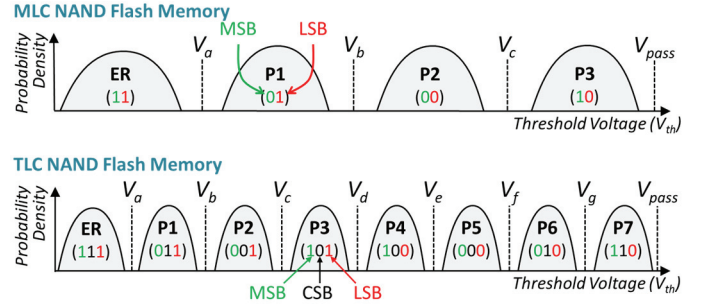 MLC NAND Flash Memory
MSB LSB
Probability Density
Va Vb Vc Vpass
ER P1 P2 P3
(11) (01) (00) (10)
Threshold Voltage (Vth)
TLC NAND Flash Memory
Probability Density
Va Vb Vc Vd Ve Vf Vg Vpass
ER P1 P2 P3 P4 P5 P6 P7
(111) (011) (001) (101) (100) (000) (010) (110)
Threshold Voltage (Vth)
MSB CSB LSB